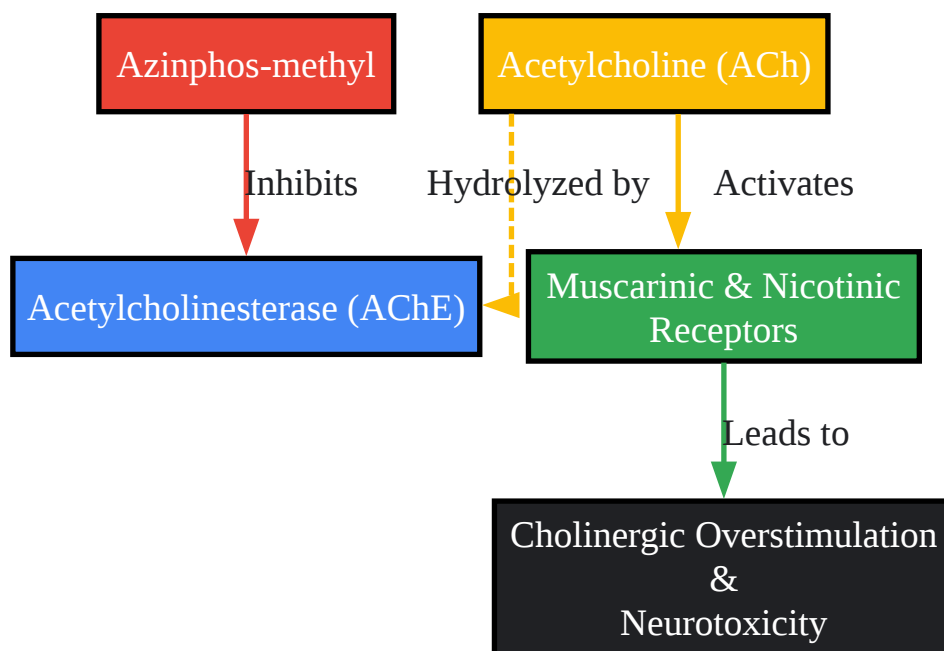 Azinphos-methyl
Acetylcholine (ACh)
Inhibits
Hydrolyzed by
Activates
Acetylcholinesterase (AChE)
Muscarinic & Nicotinic
Receptors
Leads to
Cholinergic Overstimulation
&
Neurotoxicity